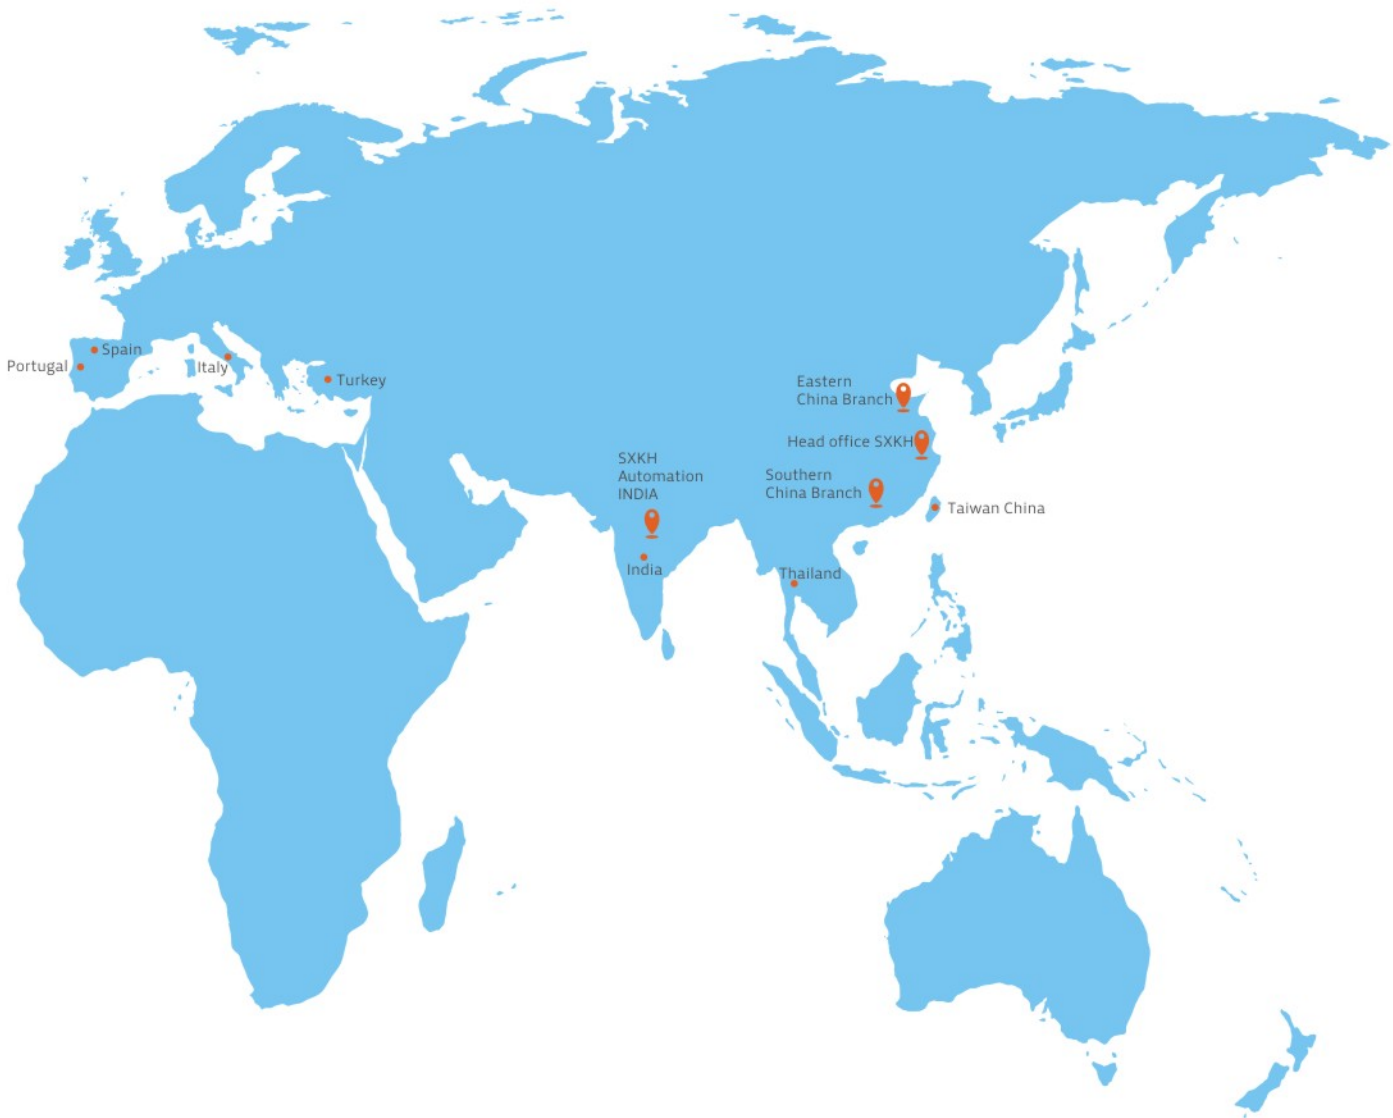 Spain
Portugal
Italy
Turkey
Eastern
China Branch
Head office SXKH
SXKH
Automation
INDIA
Southern
China Branch
Taiwan China
India
Thailand